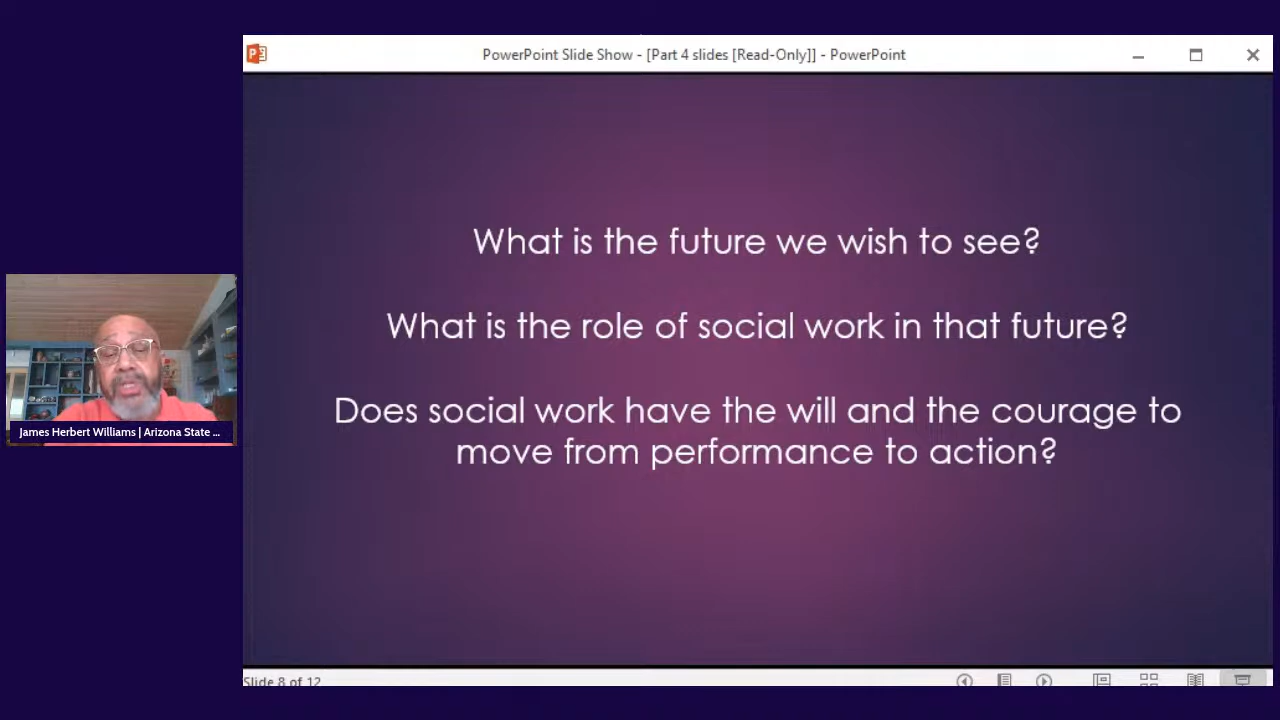 PowerPoint Slide Show - [Part 4 slides [Read-Only]] - PowerPoint
What is the future we wish to see?
What is the role of social work in that future?
Does social work have the will and the courage to
move from performance to action?
James Herbert Williams | Arizona State ...
Slide 8 of 12